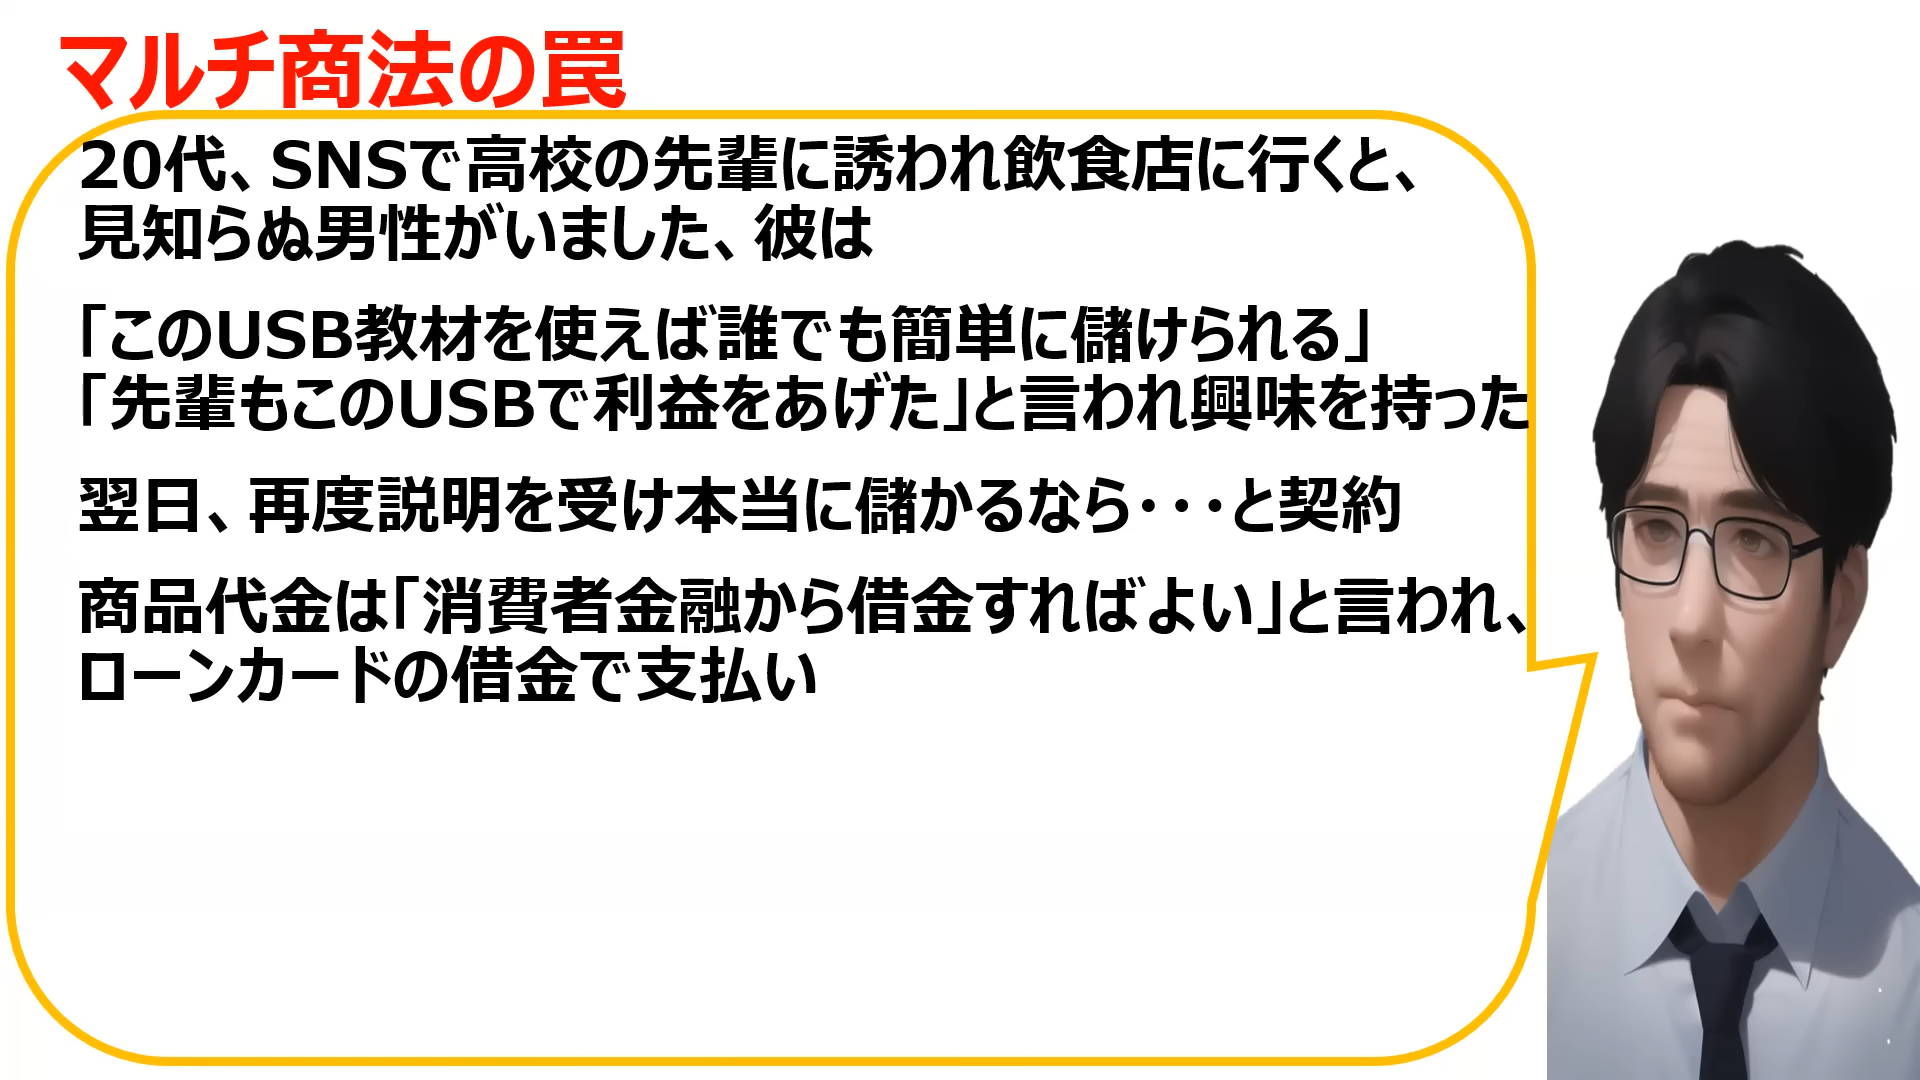 マルチ商法の罠
20代、SNSで高校の先輩に誘われ飲食店に行くと、
見知らぬ男性がいました、彼は
「このUSB教材を使えば誰でも簡単に儲けられる」
「先輩もこのUSBで利益をあげた」と言われ興味を持った
翌日、再度説明を受け本当に儲かるなら・・・と契約
商品代金は「消費者金融から借金すればよい」と言われ、
ローンカードの借金で支払い